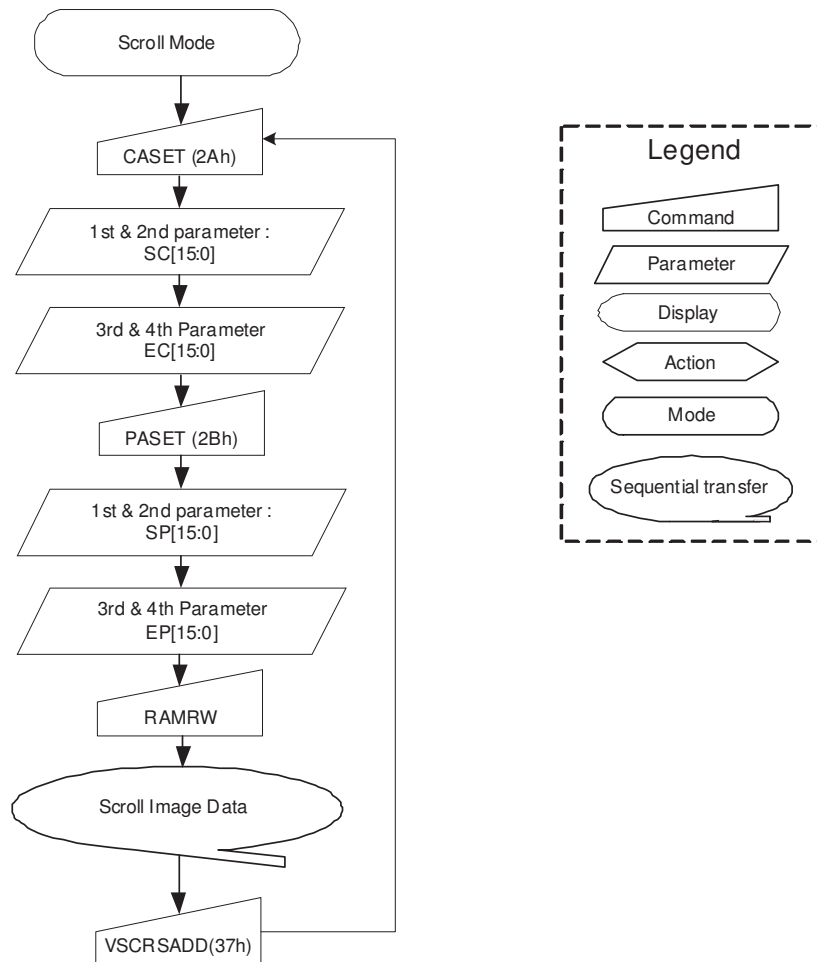 Scroll Mode
CASET (2Ah)
1st & 2nd parameter :
SC[15:0]
3rd & 4th Parameter
EC[15:0]
PASET (2Bh)
1st & 2nd parameter :
SP[15:0]
3rd & 4th Parameter
EP[15:0]
RAMRW
Scroll Image Data
VSCRSADD(37h)
Legend
Command
Parameter
Display
Action
Mode
Sequential transfer